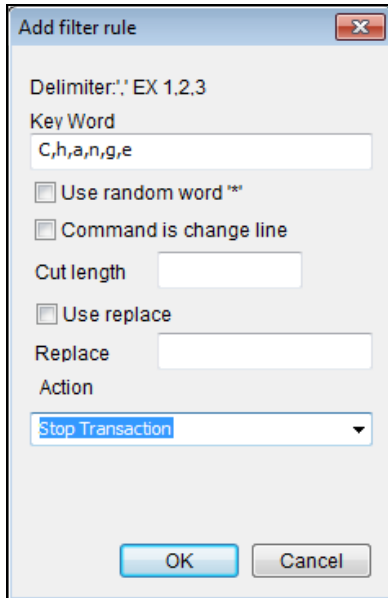 Add filter rule
Delimiter:',' EX 1,2,3
Key Word
C,h,a,n,g,e
Use random word '*'
Command is change line
Cut length
Use replace
Replace
Action
Stop Transaction
OK Cancel